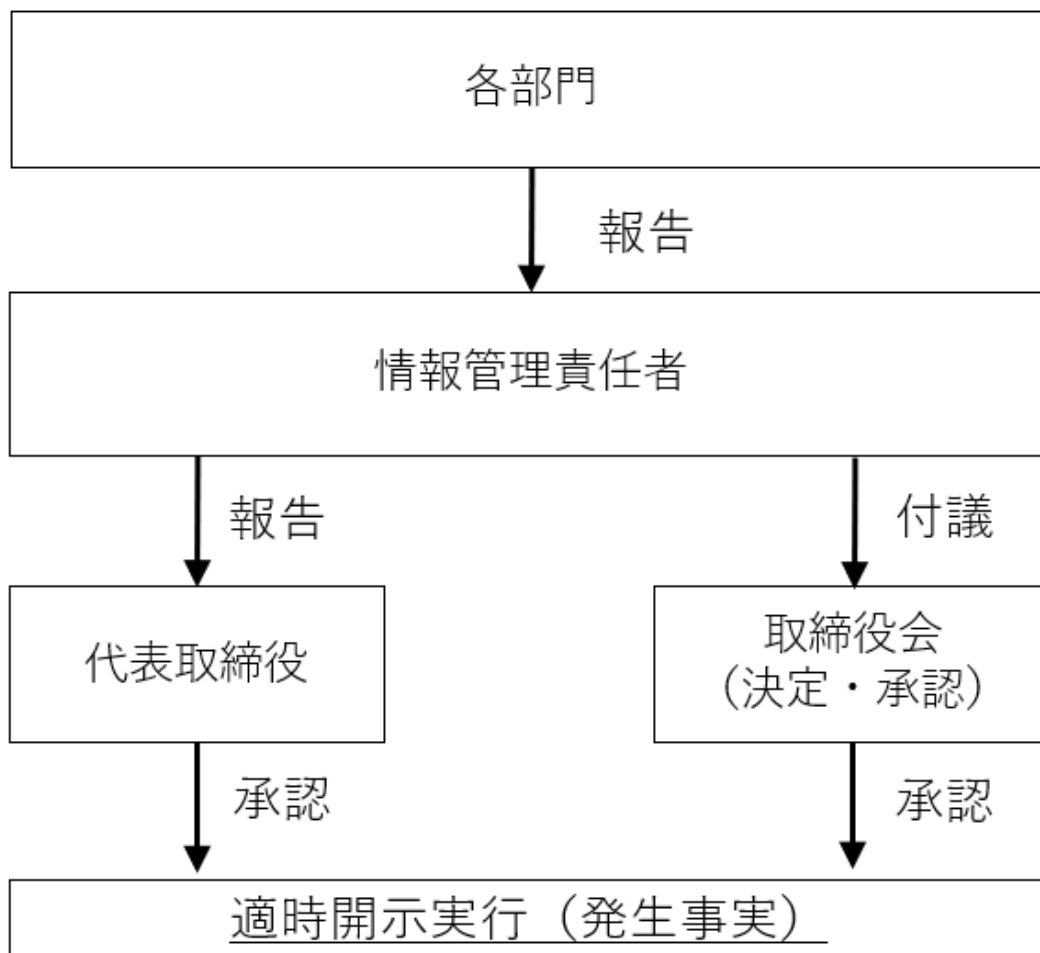 各部門
報告
情報管理責任者
報告
付議
代表取締役
取締役会
（決定・承認）
承認
承認
適時開示実行（発生事実）